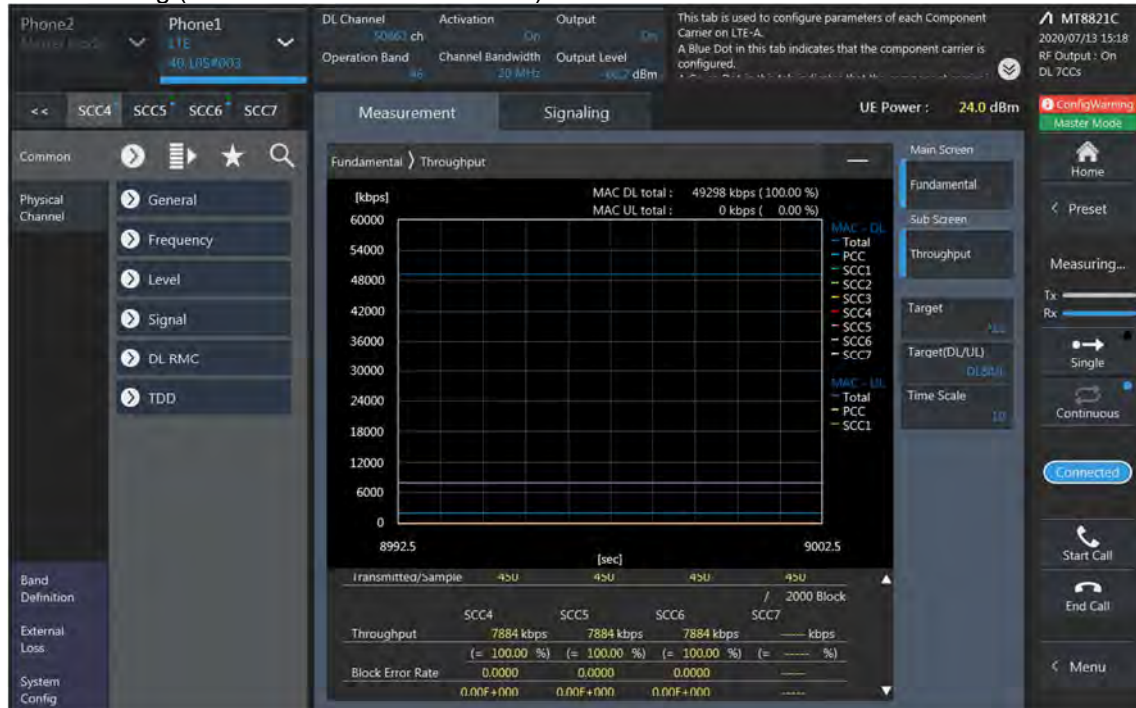 Phone2
Phone1
LTE
40.10S#003
DL Channel
Activation
Output
50663 ch
On
On
Operation Band
Channel Bandwidth
Output Level
46
20 MHz
dBm
This tab is used to configure parameters of each Component
Carrier on LTE-A.
A Blue Dot in this tab indicates that the component carrier is
configured.
MT8821C
2020/07/13 15:18
RF Output : On
DL 7CCs
<< SCC4 SCC5 SCC6 SCC7
Measurement
Signaling
UE Power : 24.0 dBm
ConfigWarning
Master Mode
Common
Physical
Channel
General
Frequency
Level
Signal
DL RMC
TDD
Band
Definition
External
Loss
System
Config
Fundamental > Throughput
[kbps]
MAC DL total : 49298 kbps (100.00 %)
MAC UL total : 0 kbps ( 0.00 %)
60000
54000
48000
42000
36000
30000
24000
18000
12000
6000
0
8992.5
9002.5
[sec]
MAC - DL
Total
PCC
SCC1
SCC2
SCC3
SCC4
SCC5
SCC6
SCC7
MAC - UL
Total
PCC
SCC1
Transmitted/Sample 450 450 450 450
/ 2000 Block
SCC4 SCC5 SCC6 SCC7
Throughput 7884 kbps 7884 kbps 7884 kbps ----- kbps
(= 100.00 %) (= 100.00 %) (= 100.00 %) (= ----- %)
Block Error Rate 0.0000 0.0000 0.0000 -----
0.00E+000 0.00E+000 0.00E+000 -----
Main Screen
Fundamental
Sub Screen
Throughput
Target
Target(DL/UL)
DL&UL
Time Scale
10
Home
< Preset
Measuring...
Tx
Rx
Single
Continuous
Connected
Start Call
End Call
< Menu